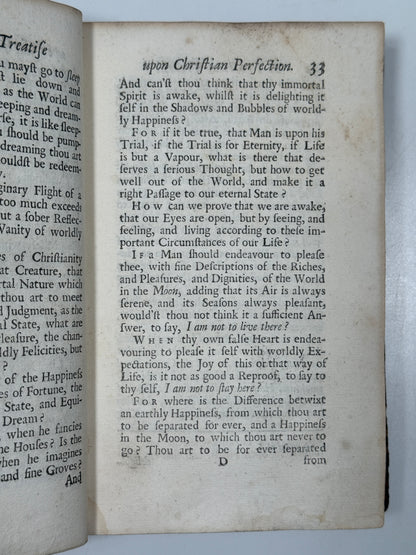 Treatise
u mayst go to sleep
st lie down and
as the World can
eeping and dream-
rse, it is like sleep-
u should be pump-
dreaming thou art
ouldst be redeem-
y.
ginary Flight of a
too much exceeds
but a sober Reflec-
Vanity of worldly
es of Christianity
at Creature, that
rtal Nature which
thou art to meet
d Judgment, as the
al State, what are
leasure, the chan-
ldly Felicities, but
?
of the Happiness
es of Fortune, the
State, and Equi-
Dream?
, when he fancies
he Houses? Is the
when he imagines
and fine Groves?
And
upon Christian Perfection. 33
And can'st thou think that thy immortal
Spirit is awake, whilst it is delighting it
self in the Shadows and Bubbles of world-
ly Happiness?
FOR if it be true, that Man is upon his
Trial, if the Trial is for Eternity, if Life
is but a Vapour, what is there that de-
serves a serious Thought, but how to get
well out of the World, and make it a
right Passage to our eternal State?
HOW can we prove that we are awake,
that our Eyes are open, but by seeing, and
feeling, and living according to these im-
portant Circumstances of our Life?
IF a Man should endeavour to please
thee, with fine Descriptions of the Riches,
and Pleasures, and Dignities, of the World
in the Moon, adding that its Air is always
serene, and its Seasons always pleasant,
would'st thou not think it a sufficient An-
swer, to say, I am not to live there?
WHEN thy own false Heart is endea-
vouring to please it self with worldly Ex-
pectations, the Joy of this or that way of
Life, is it not as good a Reproof, to say to
thy self, I am not to stay here?
FOR where is the Difference betwixt
an earthly Happiness, from which thou art
to be separated for ever, and a Happiness
in the Moon, to which thou art never to
go? Thou art to be for ever separated
D from